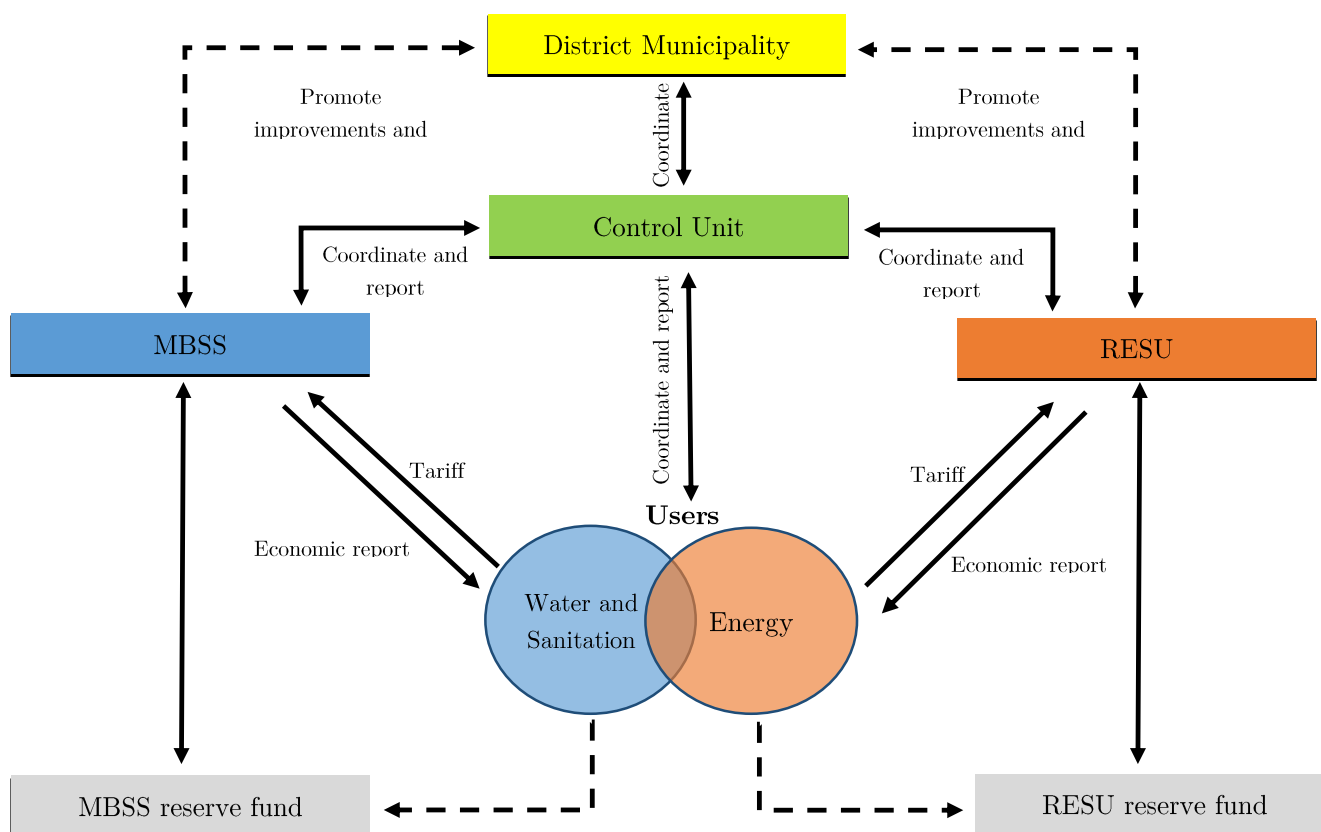 District Municipality
Promote
improvements and
Coordinate
Promote
improvements and
Control Unit
Coordinate and
report
Coordinate and report
Coordinate and
report
MBSS
RESU
Tariff
Tariff
Users
Economic report
Economic report
Water and
Sanitation
Energy
MBSS reserve fund
RESU reserve fund